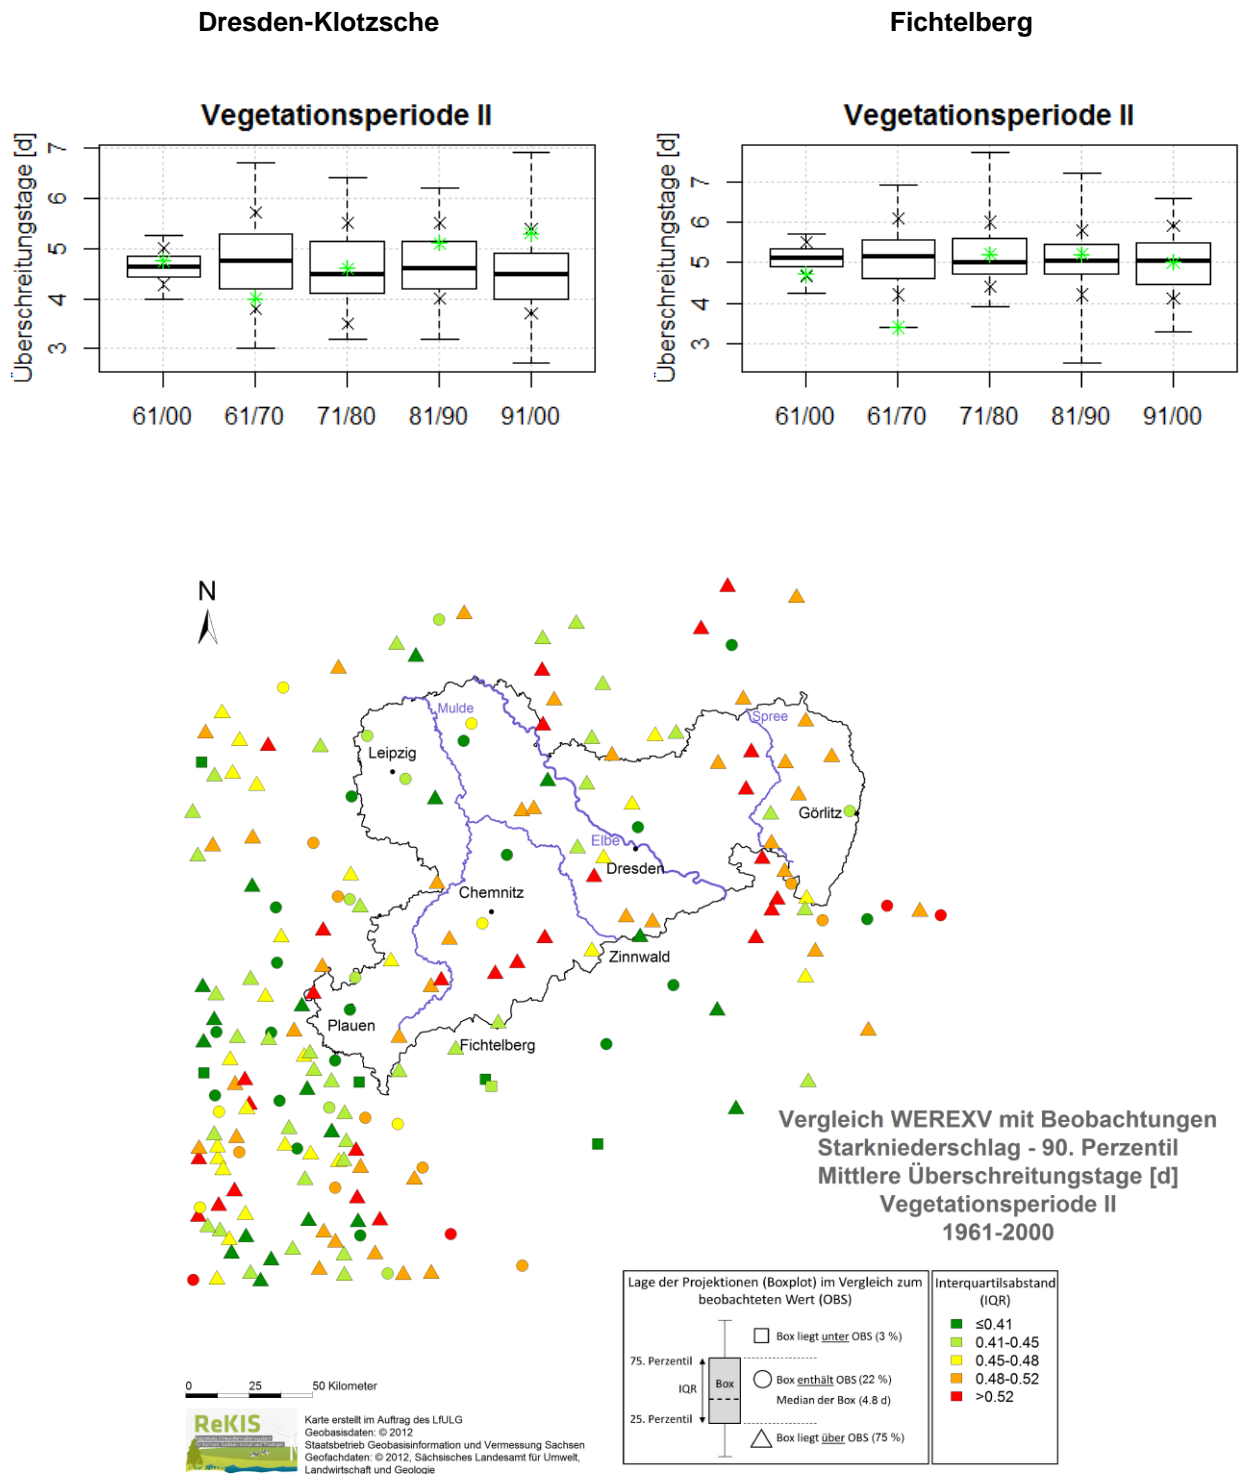 Dresden-Klotzsche
Fichtelberg
Vegetationsperiode II
Überschreitungstage [d]
7
6
5
4
3
61/00 61/70 71/80 81/90 91/00
Vegetationsperiode II
Überschreitungstage [d]
7
6
5
4
3
61/00 61/70 71/80 81/90 91/00
N
Mulde
Spree
Leipzig
Görlitz
Elbe
Dresden
Chemnitz
Zinnwald
Plauen
Fichtelberg
Vergleich WEREXV mit Beobachtungen
Starkniederschlag - 90. Perzentil
Mittlere Überschreitungstage [d]
Vegetationsperiode II
1961-2000
Lage der Projektionen (Boxplot) im Vergleich zum
beobachteten Wert (OBS)
Box liegt unter OBS (3 %)
75. Perzentil
IQR
Box
Box enthält OBS (22 %)
Median der Box (4.8 d)
25. Perzentil
Box liegt über OBS (75 %)
Interquartilsabstand
(IQR)
≤0.41
0.41-0.45
0.45-0.48
0.48-0.52
>0.52
0 25 50 Kilometer
ReKIS
Karte erstellt im Auftrag des LfULG
Geobasisdaten: © 2012
Staatsbetrieb Geobasisinformation und Vermessung Sachsen
Geofachdaten: © 2012, Sächsisches Landesamt für Umwelt,
Landwirtschaft und Geologie